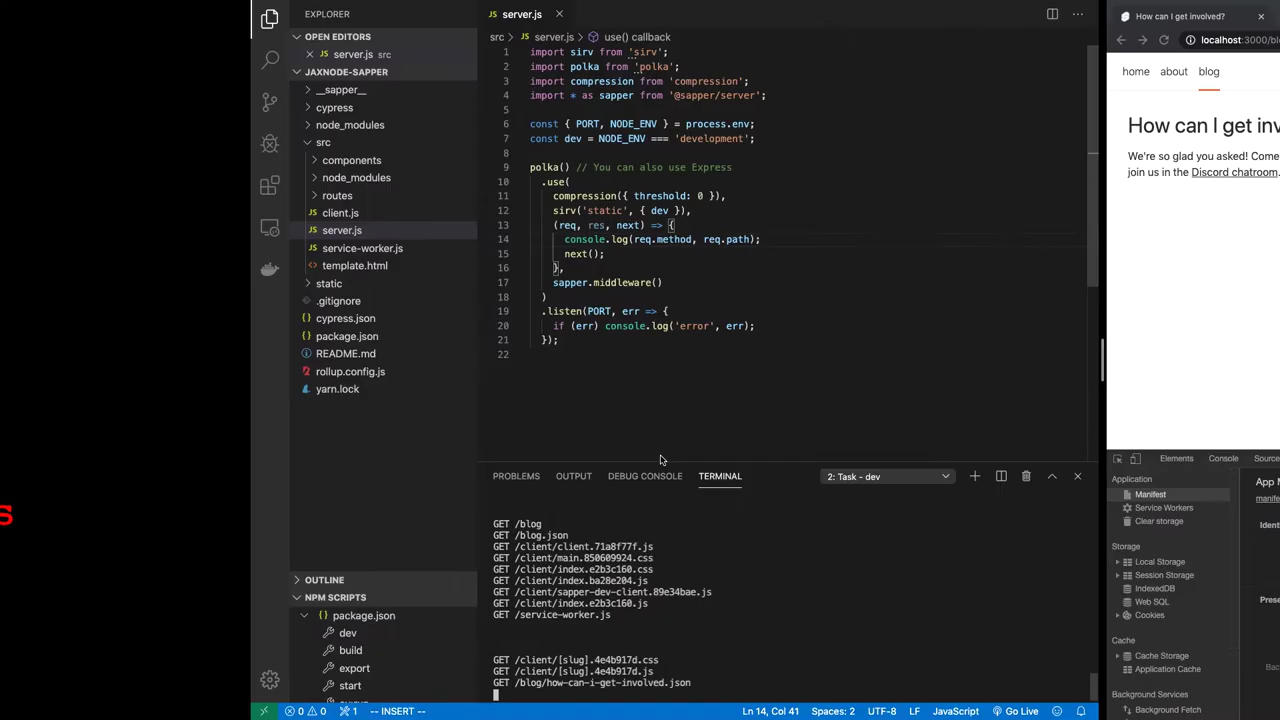 EXPLORER
OPEN EDITORS
server.js src
JAXNODE-SAPPER
__sapper__
cypress
node_modules
src
components
node_modules
routes
client.js
server.js
service-worker.js
template.html
static
.gitignore
cypress.json
package.json
README.md
rollup.config.js
yarn.lock
OUTLINE
NPM SCRIPTS
package.json
dev
build
export
start
server.js
src server.js use() callback
1 import sirv from 'sirv';
2 import polka from 'polka';
3 import compression from 'compression';
4 import * as sapper from '@sapper/server';
5
6 const { PORT, NODE_ENV } = process.env;
7 const dev = NODE_ENV === 'development';
8
9 polka() // You can also use Express
10 .use(
11 compression({ threshold: 0 }),
12 sirv('static', { dev }),
13 (req, res, next) => {
14 console.log(req.method, req.path);
15 next();
16 },
17 sapper.middleware()
18 )
19 .listen(PORT, err => {
20 if (err) console.log('error', err);
21 });
22
PROBLEMS OUTPUT DEBUG CONSOLE TERMINAL 2: Task - dev
GET /blog
GET /blog.json
GET /client/client.71a8f77f.js
GET /client/main.850609924.css
GET /client/index.e2b3c160.css
GET /client/index.ba28e204.js
GET /client/sapper-dev-client.89e34bae.js
GET /client/index.e2b3c160.js
GET /service-worker.js
GET /client/[slug].4e4b917d.css
GET /client/[slug].4e4b917d.js
GET /blog/how-can-i-get-involved.json
0 0 1 -- INSERT -- Ln 14, Col 41 Spaces: 2 UTF-8 LF JavaScript Go Live
How can I get involved?
localhost:3000/blo
home about blog
How can I get inv
We're so glad you asked! Come
join us in the Discord chatroom.
Elements Console Source
Application
Manifest
Service Workers
Clear storage
Storage
Local Storage
Session Storage
IndexedDB
Web SQL
Cookies
Cache
Cache Storage
Application Cache
Background Services
Background Fetch
App M
manife
Identi
Prese
s